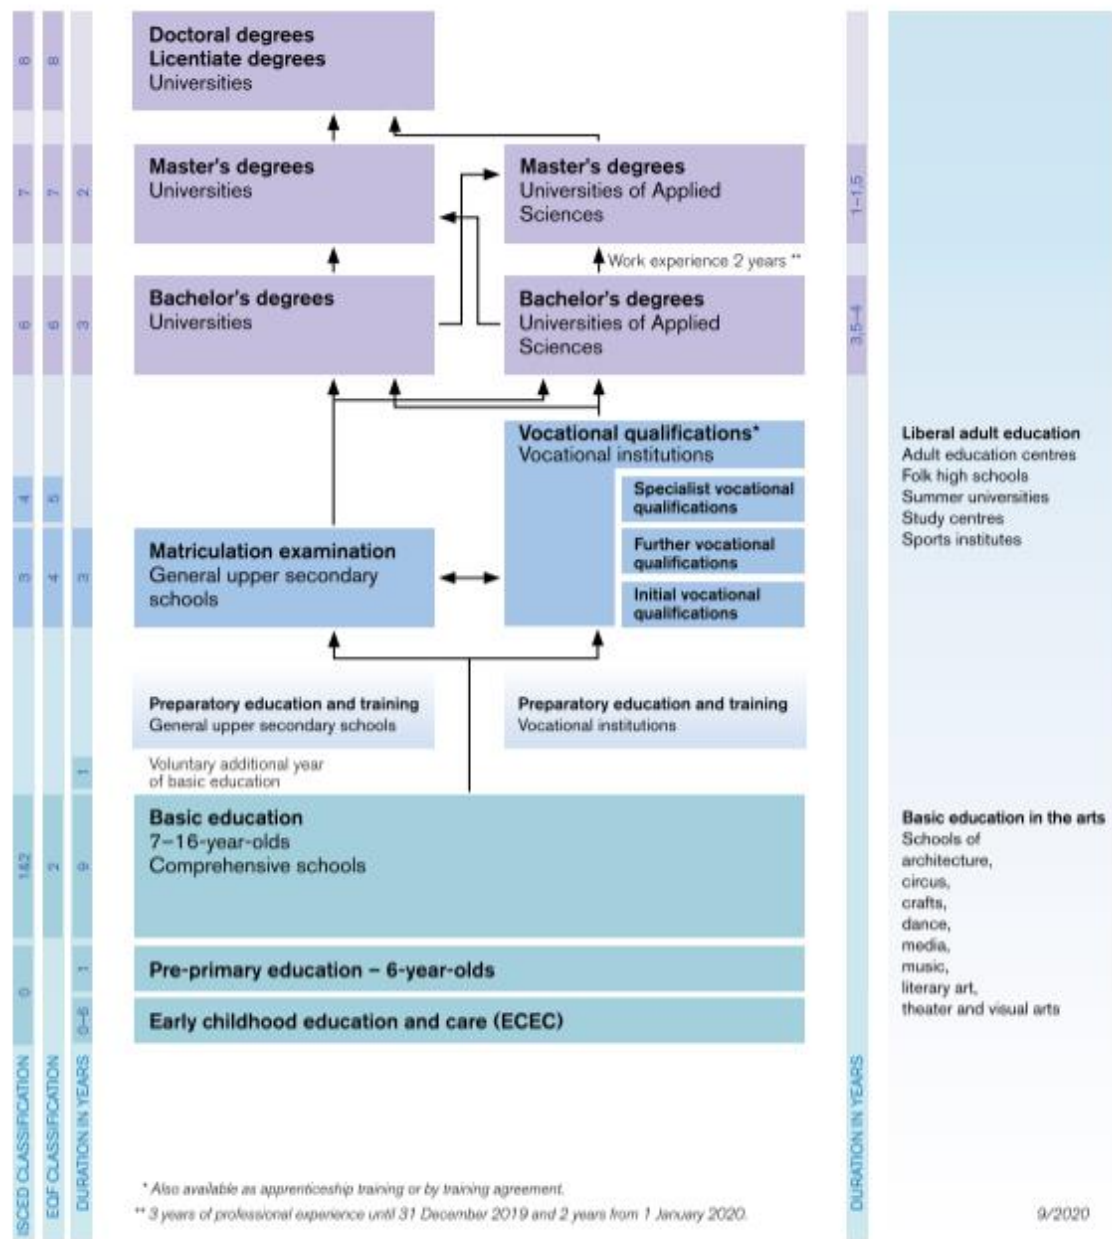 Doctoral degrees
Licentiate degrees
Universities
8
8
Master's degrees
Universities
Master's degrees
Universities of Applied
Sciences
7
7
2
1–1,5
Work experience 2 years **
Bachelor's degrees
Universities
Bachelor's degrees
Universities of Applied
Sciences
6
6
3
3,5–4
Vocational qualifications*
Vocational institutions
Specialist vocational
qualifications
Further vocational
qualifications
Initial vocational
qualifications
4
5
Matriculation examination
General upper secondary
schools
3
4
3
Preparatory education and training
General upper secondary schools
Preparatory education and training
Vocational institutions
Voluntary additional year
of basic education
1
Basic education
7–16-year-olds
Comprehensive schools
1&2
2
9
Pre-primary education – 6-year-olds
1
0
Early childhood education and care (ECEC)
0–6
ISCED CLASSIFICATION
EQF CLASSIFICATION
DURATION IN YEARS
DURATION IN YEARS
Liberal adult education
Adult education centres
Folk high schools
Summer universities
Study centres
Sports institutes
Basic education in the arts
Schools of
architecture,
circus,
crafts,
dance,
media,
music,
literary art,
theater and visual arts
* Also available as apprenticeship training or by training agreement.
** 3 years of professional experience until 31 December 2019 and 2 years from 1 January 2020.
9/2020